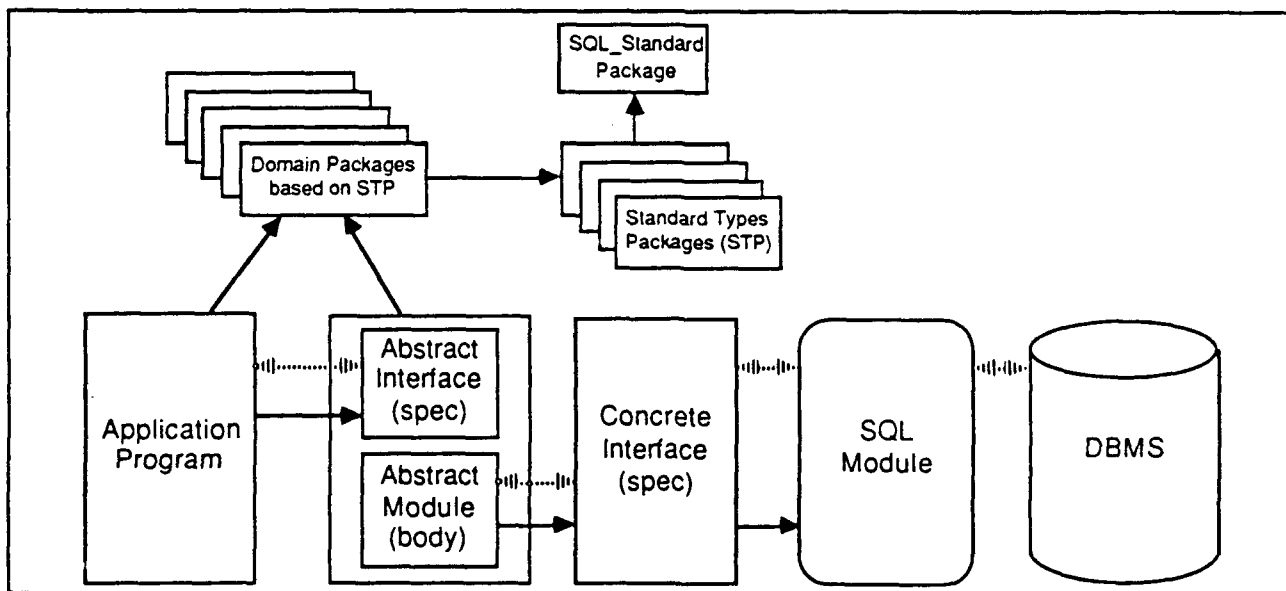 SQL_Standard
Package
Domain Packages
based on STP
Standard Types
Packages (STP)
Application
Program
Abstract
Interface
(spec)
Abstract
Module
(body)
Concrete
Interface
(spec)
SQL
Module
DBMS